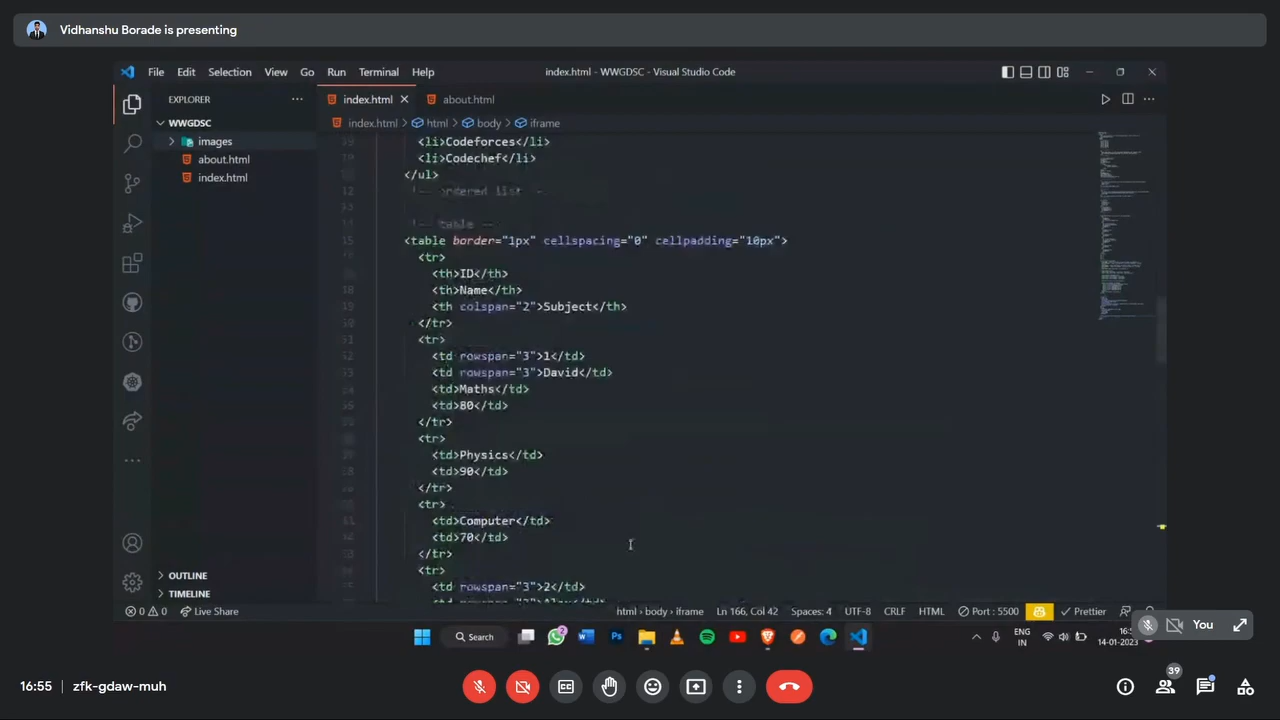 Vidhanshu Borade is presenting
File Edit Selection View Go Run Terminal Help
index.html - WWGDSC - Visual Studio Code
EXPLORER
index.html
about.html
WWGDSC
index.html > html > body > iframe
images
about.html
index.html
<li>Codeforces</li>
<li>Codechef</li>
</ul>
ordered list
table
<table border="1px" cellspacing="0" cellpadding="10px">
<tr>
<th>ID</th>
<th>Name</th>
<th colspan="2">Subject</th>
</tr>
<tr>
<td rowspan="3">1</td>
<td rowspan="3">David</td>
<td>Maths</td>
<td>80</td>
</tr>
<tr>
<td>Physics</td>
<td>90</td>
</tr>
<tr>
<td>Computer</td>
<td>70</td>
</tr>
<tr>
<td rowspan="3">2</td>
OUTLINE
TIMELINE
0 0 Live Share
html > body > iframe Ln 166, Col 42 Spaces: 4 UTF-8 CRLF HTML Port : 5500 Prettier
You
Search
2
ENG
IN
14-01-2023
39
16:55 | zfk-gdaw-muh